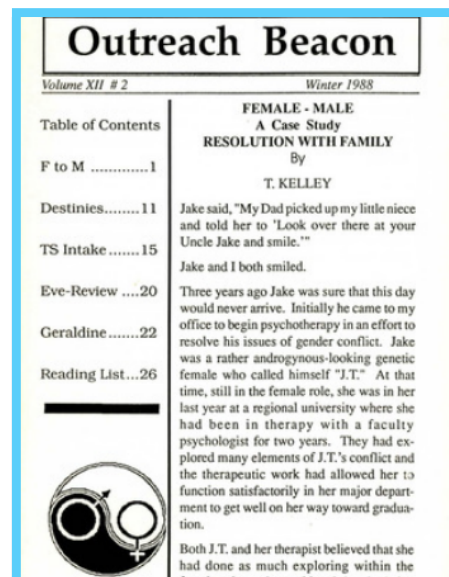 Outreach Beacon
Volume XII # 2
Winter 1988
Table of Contents
F to M .............1
Destinies........11
TS Intake.......15
Eve-Review ....20
Geraldine.......22
Reading List...26
FEMALE - MALE
A Case Study
RESOLUTION WITH FAMILY
By
T. KELLEY
Jake said, "My Dad picked up my little niece
and told her to 'Look over there at your
Uncle Jake and smile.'"
Jake and I both smiled.
Three years ago Jake was sure that this day
would never arrive. Initially he came to my
office to begin psychotherapy in an effort to
resolve his issues of gender conflict. Jake
was a rather androgynous-looking genetic
female who called himself "J.T." At that
time, still in the female role, she was in her
last year at a regional university where she
had been in therapy with a faculty
psychologist for two years. They had ex-
plored many elements of J.T.'s conflict and
the therapeutic work had allowed her to
function satisfactorily in her major depart-
ment to get well on her way toward gradua-
tion.
Both J.T. and her therapist believed that she
had done as much exploring within the